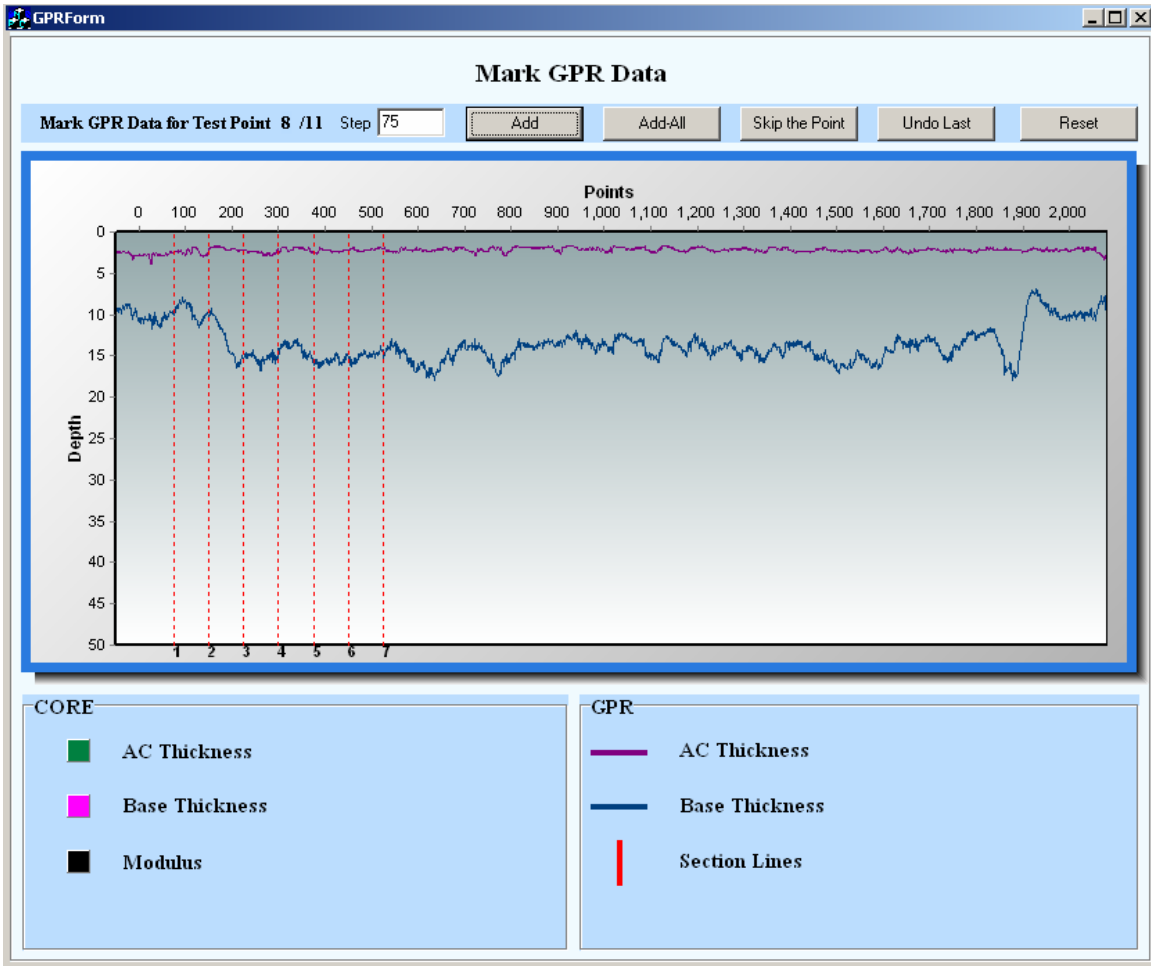 GPRForm
Mark GPR Data
Mark GPR Data for Test Point 8 /11 Step 75 Add Add-All Skip the Point Undo Last Reset
Points
0 100 200 300 400 500 600 700 800 900 1,000 1,100 1,200 1,300 1,400 1,500 1,600 1,700 1,800 1,900 2,000
0
5
10
15
20
25
30
35
40
45
50
Depth
1 2 3 4 5 6 7
CORE
AC Thickness
Base Thickness
Modulus
GPR
AC Thickness
Base Thickness
Section Lines